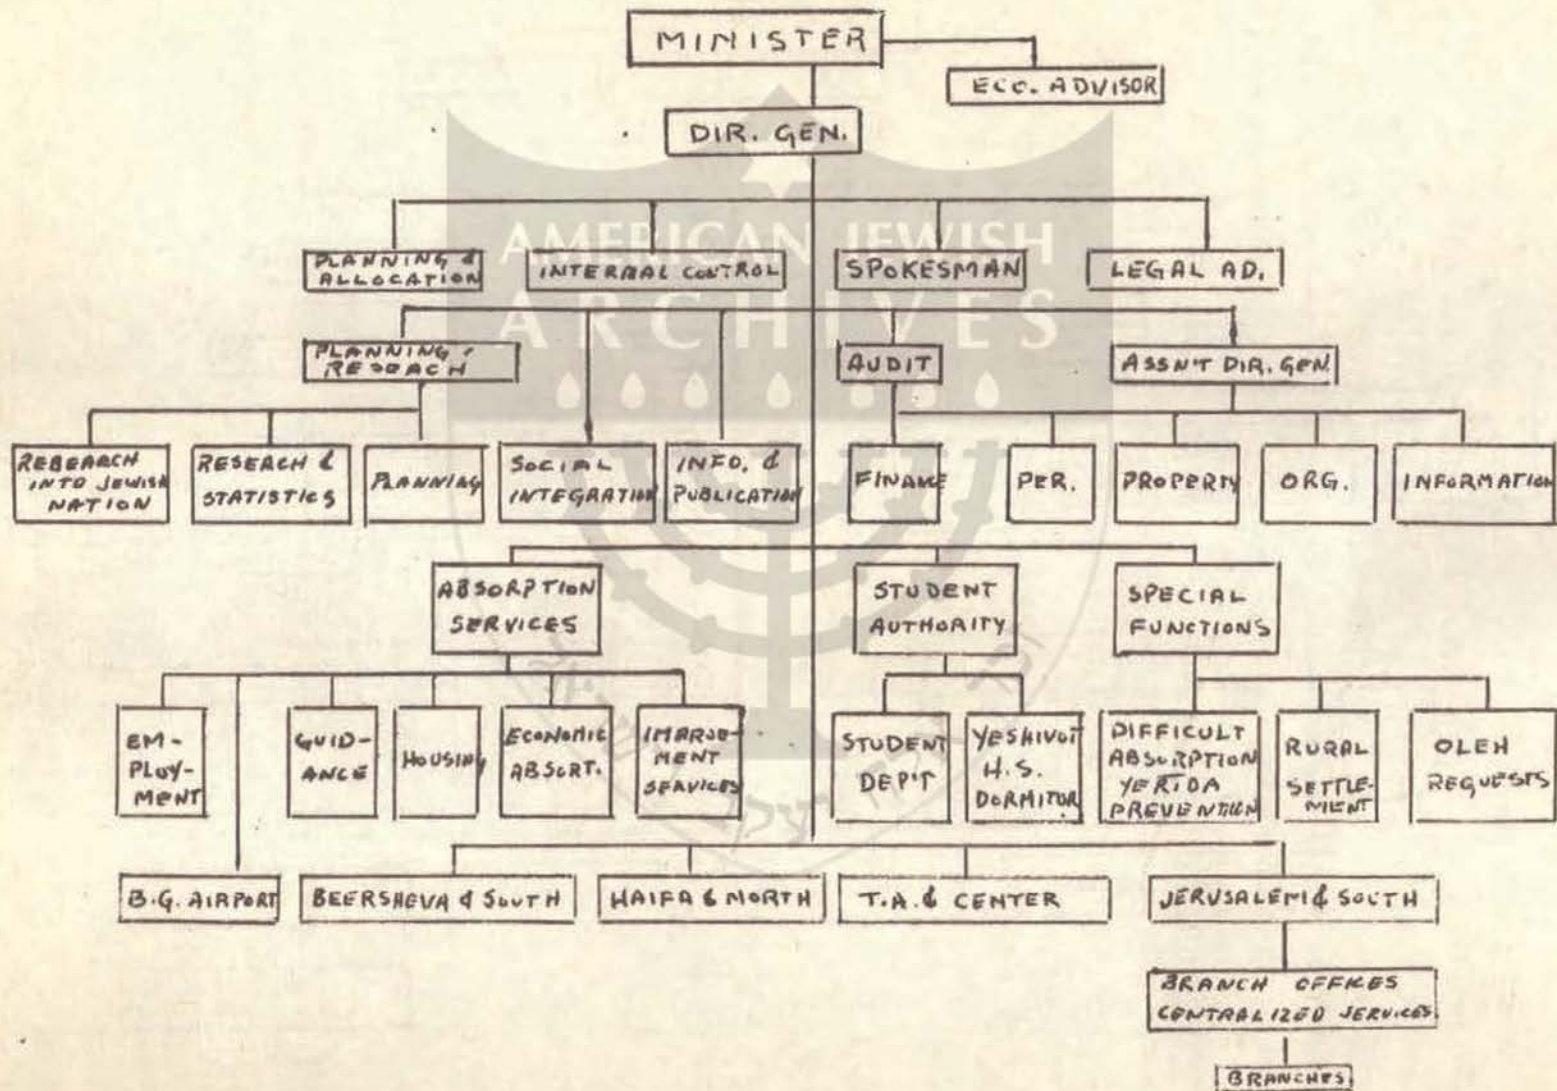 MINISTER
ECO. ADVISOR
DIR. GEN.
AMERICAN JEWISH
ARCHIVES
PLANNING &
ALLOCATION
INTERNAL CONTROL
SPOKESMAN
LEGAL AD.
PLANNING,
RESEACH
AUDIT
ASSN'T DIR. GEN.
RESEARCH
INTO JEWISH
NATION
RESEACH &
STATISTICS
PLANNING
SOCIAL
INTEGRATION
INFO. &
PUBLICATION
FINANCE
PER.
PROPERTY
ORG.
INFORMATION
ABSORPTION
SERVICES
STUDENT
AUTHORITY
SPECIAL
FUNCTIONS
EM-
PLOY-
MENT
GUID-
ANCE
HOUSING
ECONOMIC
ABSORT.
IMPROVE-
MENT
SERVICES
STUDENT
DEP'T
YESHIVOT
H.S.
DORMITOR
DIFFICULT
ABSORPTION
YERIDA
PREVENTION
RURAL
SETTLE-
MENT
OLEH
REQUESTS
B.G. AIRPORT
BEERSHEVA & SOUTH
HAIFA & NORTH
T.A. & CENTER
JERUSALEM & SOUTH
BRANCH OFFICES
CENTRALIZED SERVICES
BRANCHES